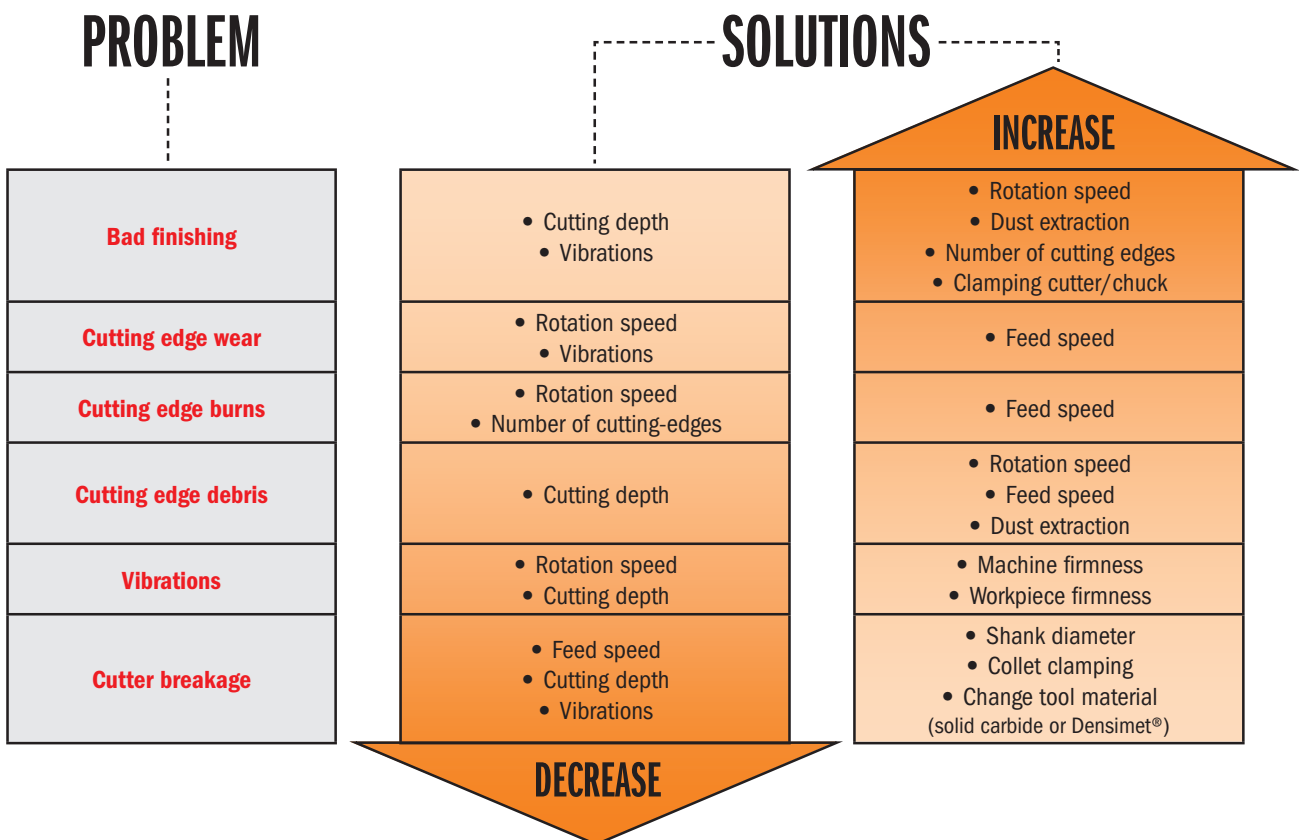 PROBLEM
SOLUTIONS
INCREASE
Bad finishing
• Cutting depth
• Vibrations
• Rotation speed
• Dust extraction
• Number of cutting edges
• Clamping cutter/chuck
Cutting edge wear
• Rotation speed
• Vibrations
• Feed speed
Cutting edge burns
• Rotation speed
• Number of cutting-edges
• Feed speed
Cutting edge debris
• Cutting depth
• Rotation speed
• Feed speed
• Dust extraction
Vibrations
• Rotation speed
• Cutting depth
• Machine firmness
• Workpiece firmness
Cutter breakage
• Feed speed
• Cutting depth
• Vibrations
• Shank diameter
• Collet clamping
• Change tool material
(solid carbide or Densimet®)
DECREASE